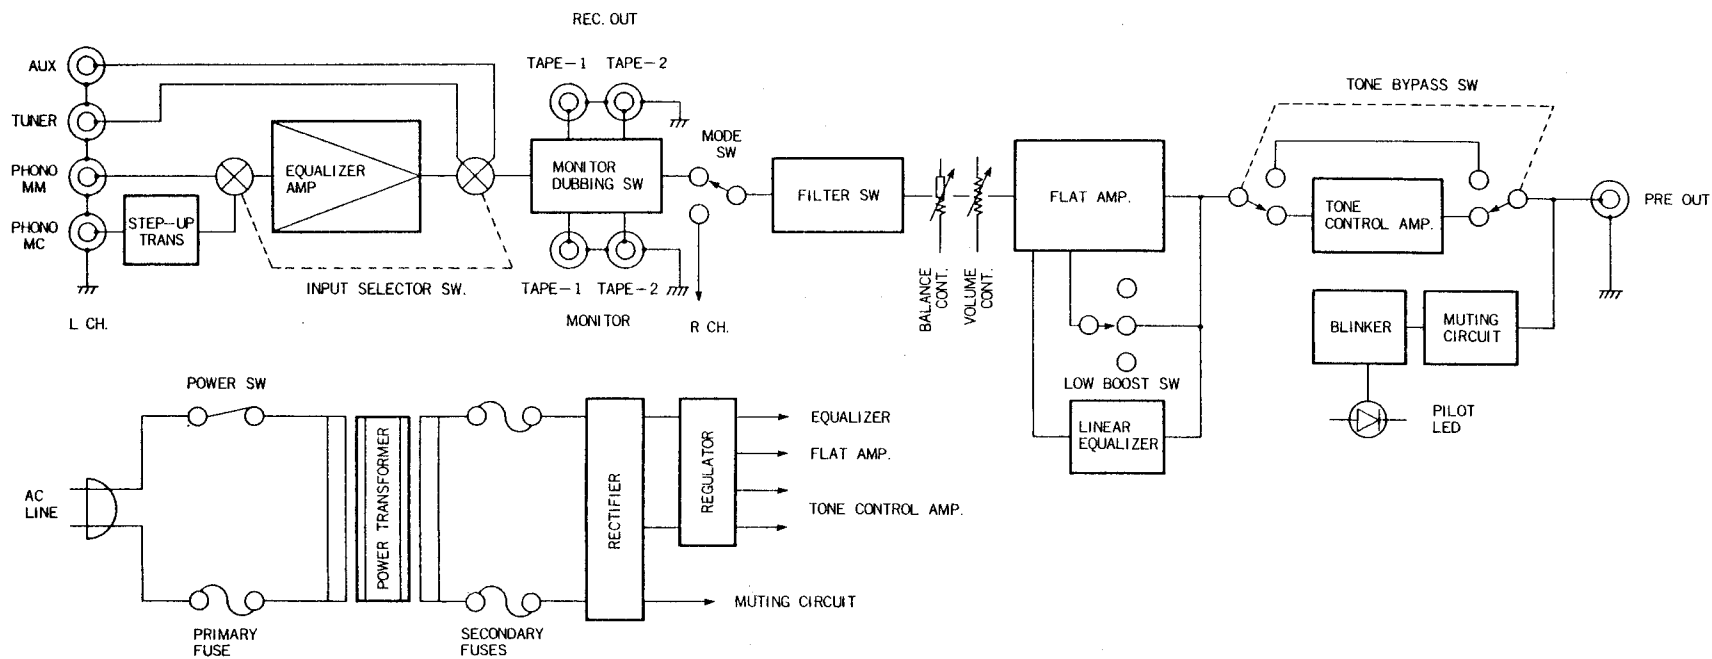 REC. OUT
AUX
TAPE-1
TAPE-2
TONE BYPASS SW
TUNER
MODE
SW
PHONO
MM
EQUALIZER
AMP
MONITOR
DUBBING SW
FILTER SW
FLAT AMP.
TONE
CONTROL AMP.
PRE OUT
PHONO
MC
STEP-UP
TRANS
INPUT SELECTOR SW.
TAPE-1
TAPE-2
BALANCE
CONT.
VOLUME
CONT.
L CH.
MONITOR
R CH.
BLINKER
MUTING
CIRCUIT
LOW BOOST SW
LINEAR
EQUALIZER
PILOT
LED
POWER SW
AC
LINE
POWER TRANSFORMER
RECTIFIER
REGULATOR
EQUALIZER
FLAT AMP.
TONE CONTROL AMP.
MUTING CIRCUIT
PRIMARY
FUSE
SECONDARY
FUSES